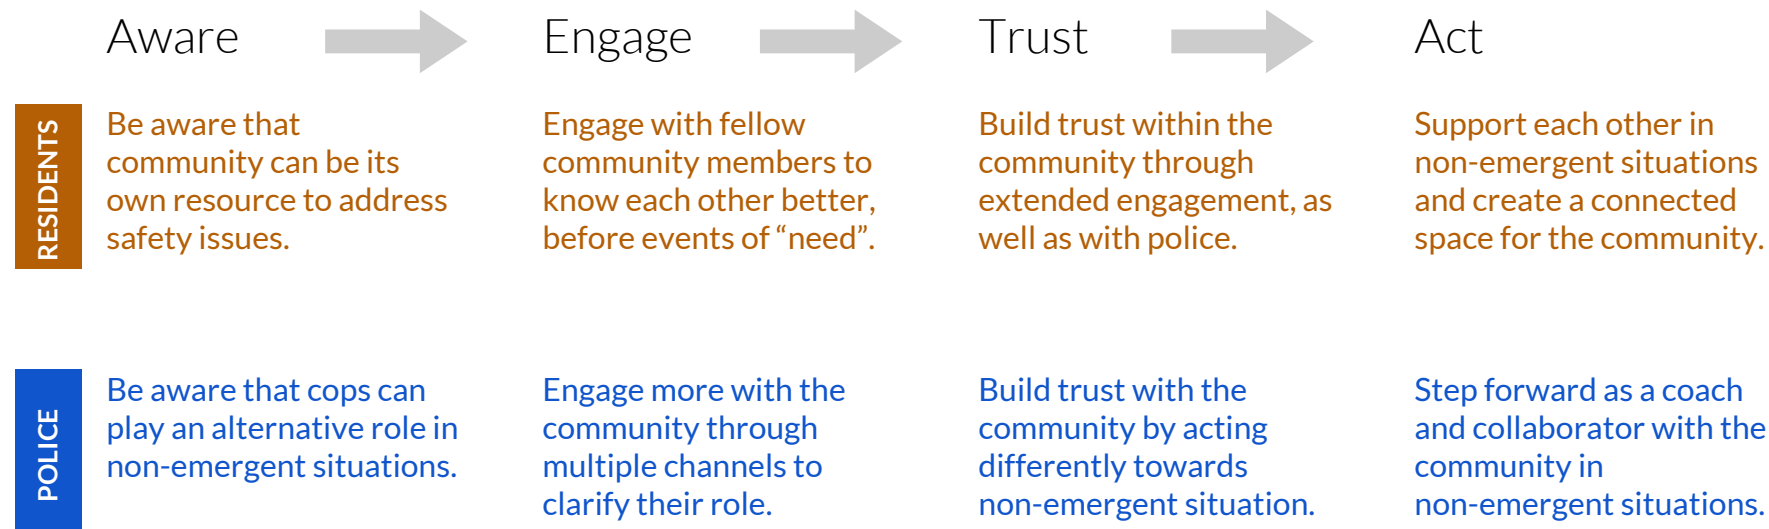 Aware
Engage
Trust
Act
RESIDENTS
Be aware that
community can be its
own resource to address
safety issues.
Engage with fellow
community members to
know each other better,
before events of “need”.
Build trust within the
community through
extended engagement, as
well as with police.
Support each other in
non-emergent situations
and create a connected
space for the community.
POLICE
Be aware that cops can
play an alternative role in
non-emergent situations.
Engage more with the
community through
multiple channels to
clarify their role.
Build trust with the
community by acting
differently towards
non-emergent situation.
Step forward as a coach
and collaborator with the
community in
non-emergent situations.